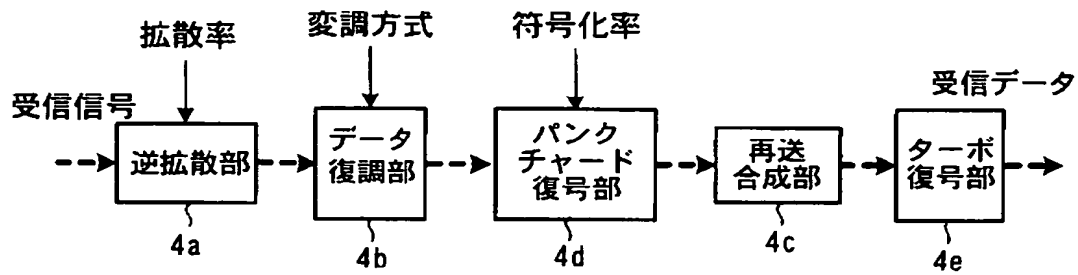 拡散率
変調方式
符号化率
受信信号
受信データ
逆拡散部
データ
復調部
パンク
チャード
復号部
再送
合成部
ターボ
復号部
4a
4b
4d
4c
4e